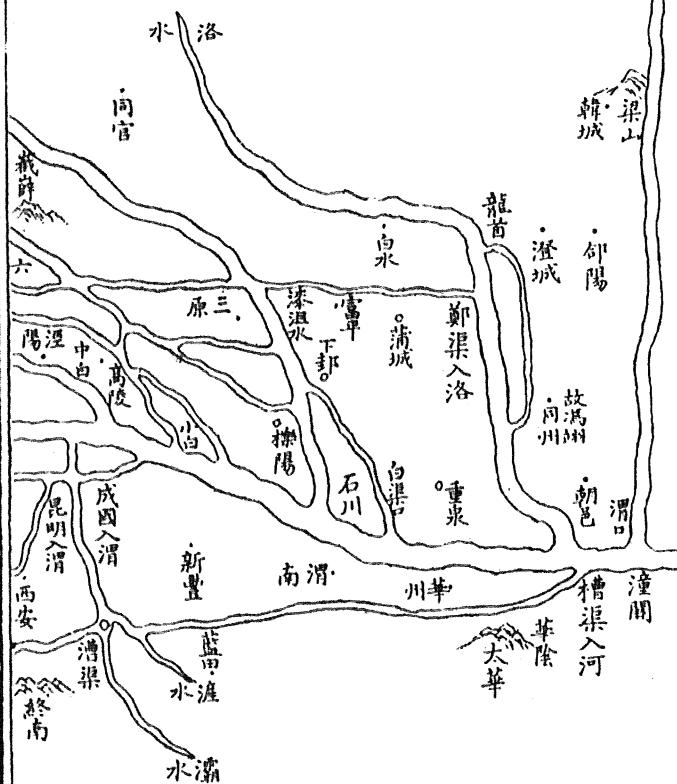 洛水
同官
韓城
梁山
嶻嶭
龍首
澄城
郃陽
白水
六
三原
漆沮水
富平
下邽
蒲城
鄭渠入洛
涇陽
中白
高陵
小白
櫟陽
石川
白渠口
重泉
同州
故馮翊
朝邑
渭口
成國入渭
昆明入渭
新豐
渭南
華州
潼關
漕渠入河
華陰
太華
西安
漕渠
藍田
終南
滻水
灞水